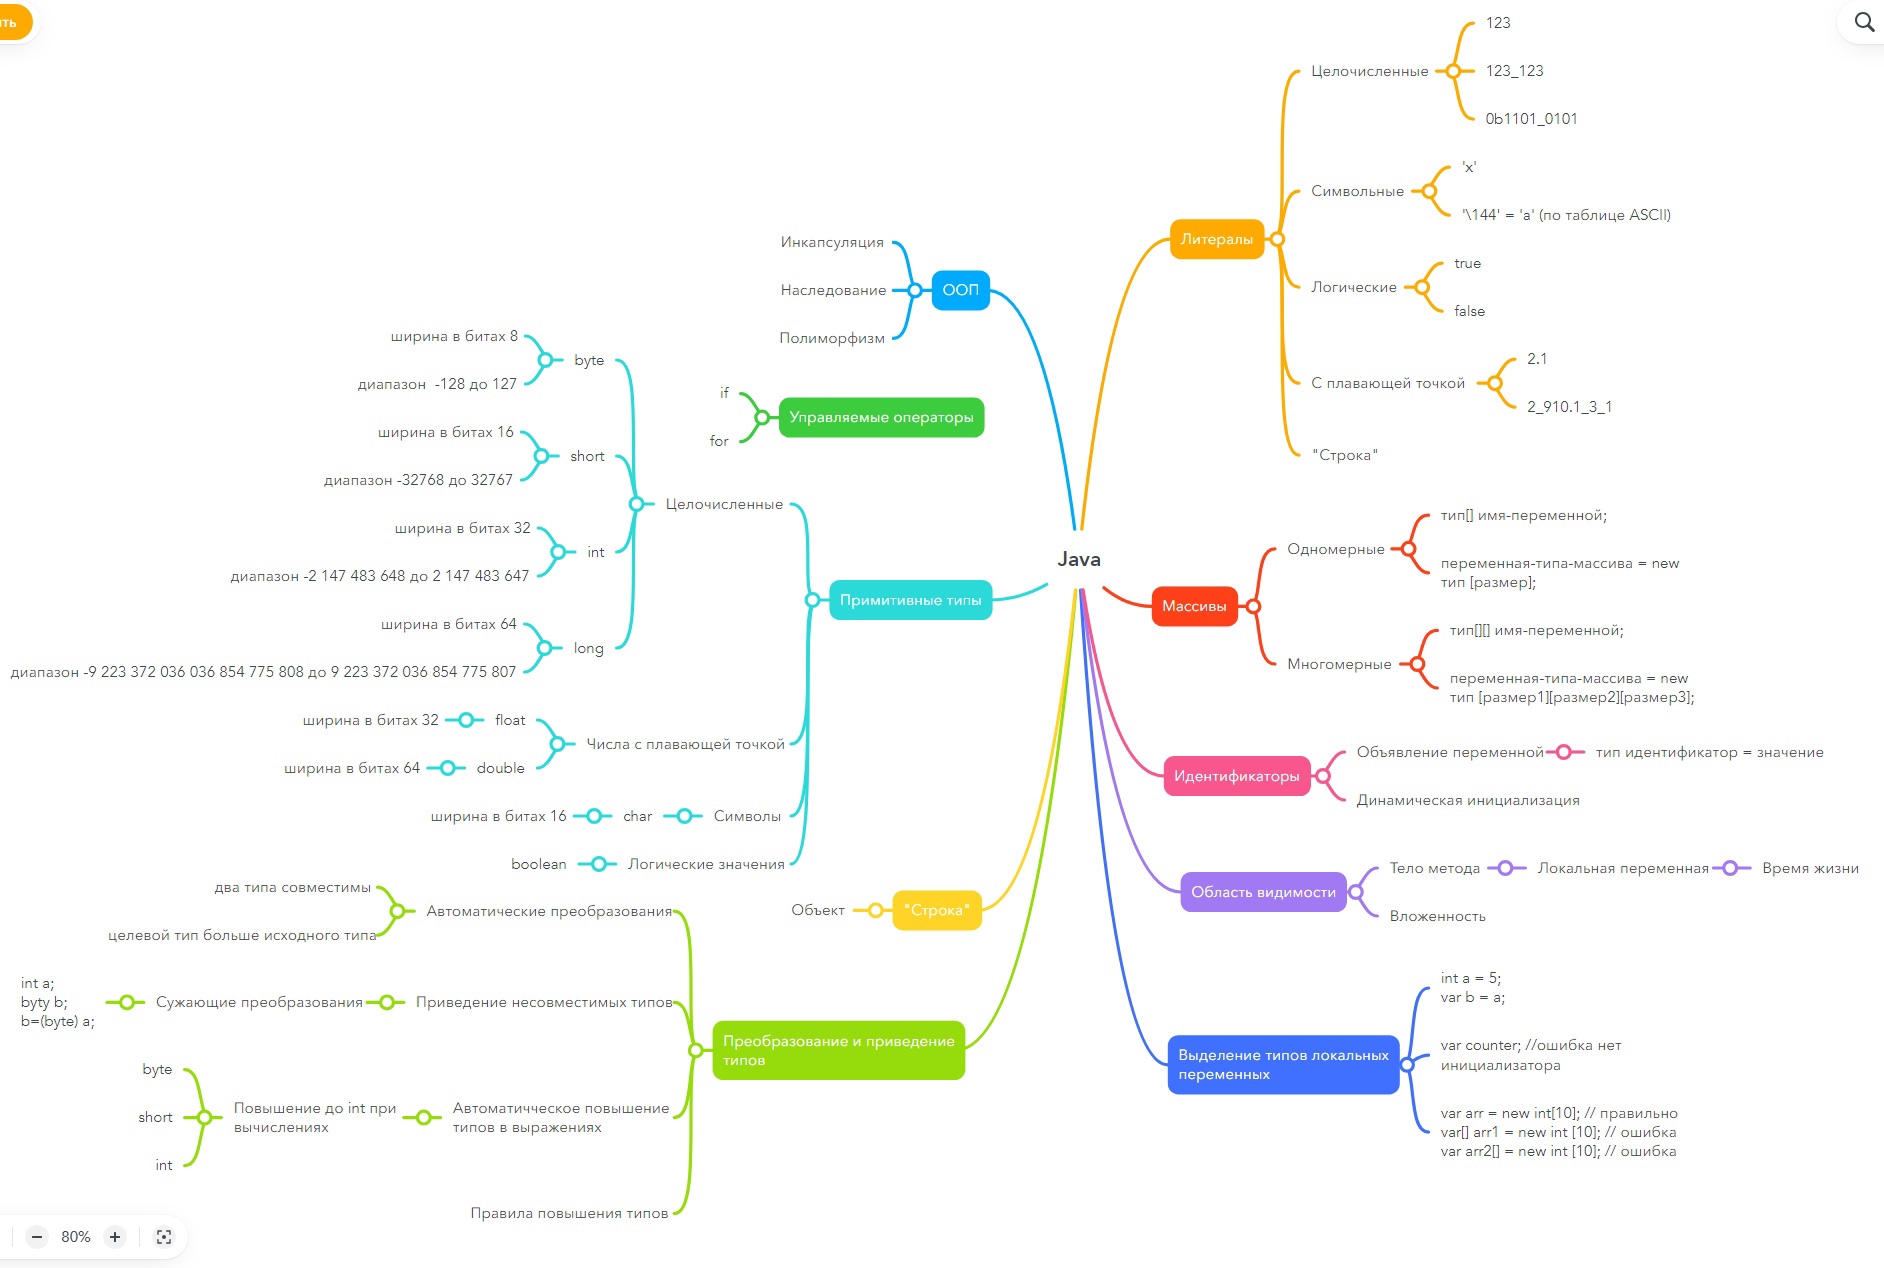 ть
Java
ООП
Инкапсуляция
Наследование
Полиморфизм
Управляемые операторы
if
for
Примитивные типы
Целочисленные
byte
ширина в битах 8
диапазон  -128 до 127
short
ширина в битах 16
диапазон -32768 до 32767
int
ширина в битах 32
диапазон -2 147 483 648 до 2 147 483 647
long
ширина в битах 64
диапазон -9 223 372 036 036 854 775 808 до 9 223 372 036 854 775 807
Числа с плавающей точкой
float
ширина в битах 32
double
ширина в битах 64
Символы
char
ширина в битах 16
Логические значения
boolean
"Строка"
Объект
Преобразование и приведение
типов
Автоматические преобразования
два типа совместимы
целевой тип больше исходного типа
Приведение несовместимых типов
Сужающие преобразования
int a;
byty b;
b=(byte) a;
Автоматичческое повышение
типов в выражениях
Повышение до int при
вычислениях
byte
short
int
Правила повышения типов
Литералы
Целочисленные
123
123_123
0b1101_0101
Символьные
'x'
'\144' = 'a' (по таблице ASCII)
Логические
true
false
С плавающей точкой
2.1
2_910.1_3_1
"Строка"
Массивы
Одномерные
тип[] имя-переменной;
переменная-типа-массива = new
тип [размер];
Многомерные
тип[][] имя-переменной;
переменная-типа-массива = new
тип [размер1][размер2][размер3];
Идентификаторы
Объявление переменной
тип идентификатор = значение
Динамическая инициализация
Область видимости
Тело метода
Локальная переменная
Время жизни
Вложенность
Выделение типов локальных
переменных
int a = 5;
var b = a;
var counter; //ошибка нет
инициализатора
var arr = new int[10]; // правильно
var[] arr1 = new int [10]; // ошибка
var arr2[] = new int [10]; // ошибка
80%